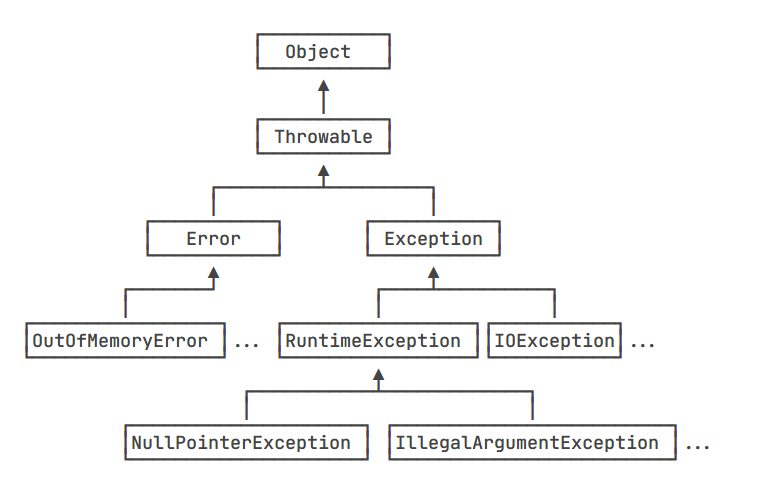 Object
Throwable
Error Exception
OutOfMemoryError ... RuntimeException IOException ...
NullPointerException IllegalArgumentException ...